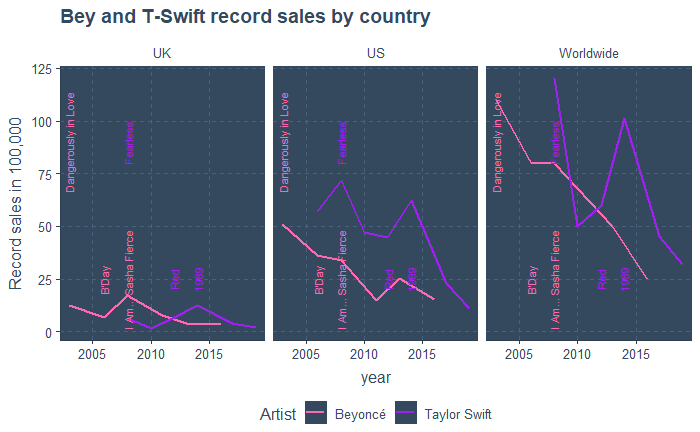 Bey and T-Swift record sales by country
UK
US
Worldwide
Record sales in 100,000
125
100
75
50
25
0
Dangerously in Love
B'Day
I Am... Sasha Fierce
Fearless
Red
1989
Dangerously in Love
B'Day
I Am... Sasha Fierce
Fearless
Red
1989
Dangerously in Love
B'Day
I Am... Sasha Fierce
Fearless
Red
1989
2005 2010 2015
2005 2010 2015
2005 2010 2015
year
Artist Beyoncé Taylor Swift